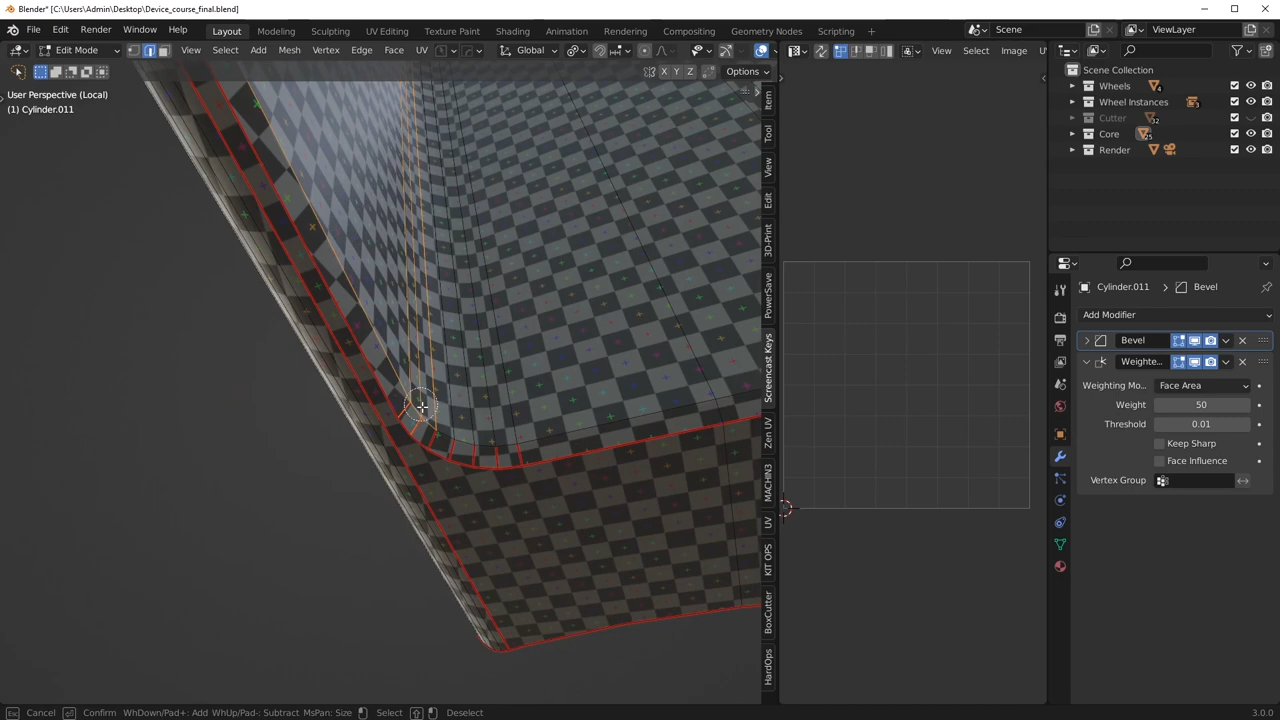 Blender* [C:\Users\Admin\Desktop\Device_course_final.blend]
File Edit Render Window Help Layout Modeling Sculpting UV Editing Texture Paint Shading Animation Rendering Compositing Geometry Nodes Scripting + Scene ViewLayer
Edit Mode View Select Add Mesh Vertex Edge Face UV Global View Select Image
X Y Z Options
User Perspective (Local)
(1) Cylinder.011
Item
Tool
View
Edit
3D-Print
PowerSave
Screencast Keys
Zen UV
MACHIN3
UV
KIT OPS
BoxCutter
HardOps
Scene Collection
Wheels 4
Wheel Instances 3
Cutter 32
Core 25
Render
Cylinder.011 > Bevel
Add Modifier
Bevel
Weighte...
Weighting Mo... Face Area
Weight 50
Threshold 0.01
Keep Sharp
Face Influence
Vertex Group
Esc Cancel Confirm WhDown/Pad+: Add WhUp/Pad-: Subtract MsPan: Size Select Deselect 3.0.0